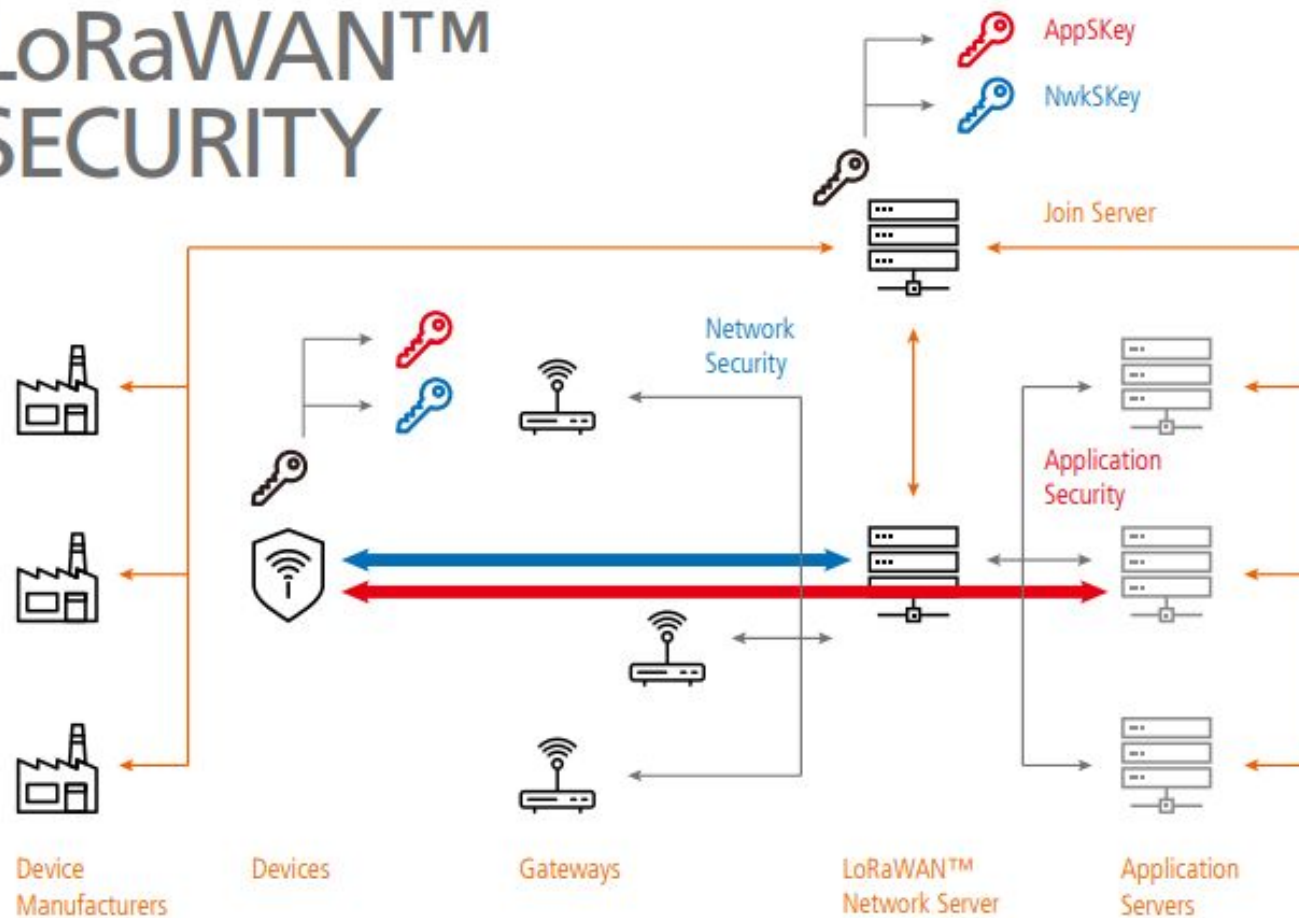 LoRaWAN™
SECURITY
AppSKey
NwkSKey
Join Server
Network
Security
Application
Security
Device
Manufacturers
Devices
Gateways
LoRaWAN™
Network Server
Application
Servers